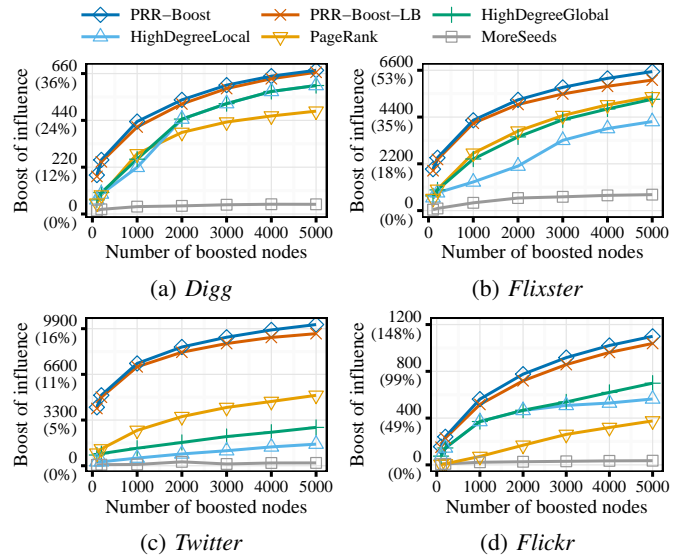 PRR−Boost PRR−Boost−LB HighDegreeGlobal
HighDegreeLocal PageRank MoreSeeds
Boost of influence
660
(36%)
440
(24%)
220
(12%)
0
(0%)
0 1000 2000 3000 4000 5000
Number of boosted nodes
(a) Digg
Boost of influence
6600
(53%)
4400
(35%)
2200
(18%)
0
(0%)
0 1000 2000 3000 4000 5000
Number of boosted nodes
(b) Flixster
Boost of influence
9900
(16%)
6600
(11%)
3300
(5%)
0
(0%)
0 1000 2000 3000 4000 5000
Number of boosted nodes
(c) Twitter
Boost of influence
1200
(148%)
800
(99%)
400
(49%)
0
(0%)
0 1000 2000 3000 4000 5000
Number of boosted nodes
(d) Flickr